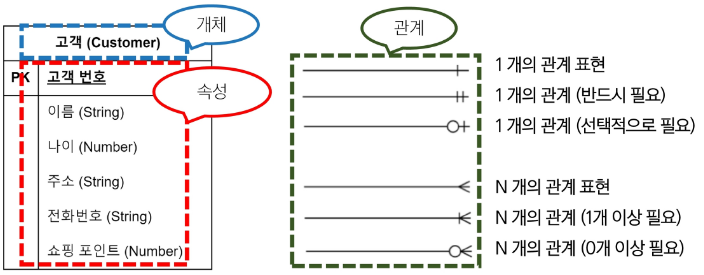 개체
고객 (Customer)
PK
고객 번호
속성
이름 (String)
나이 (Number)
주소 (String)
전화번호 (String)
쇼핑 포인트 (Number)
관계
1 개의 관계 표현
1 개의 관계 (반드시 필요)
1 개의 관계 (선택적으로 필요)
N 개의 관계 표현
N 개의 관계 (1개 이상 필요)
N 개의 관계 (0개 이상 필요)